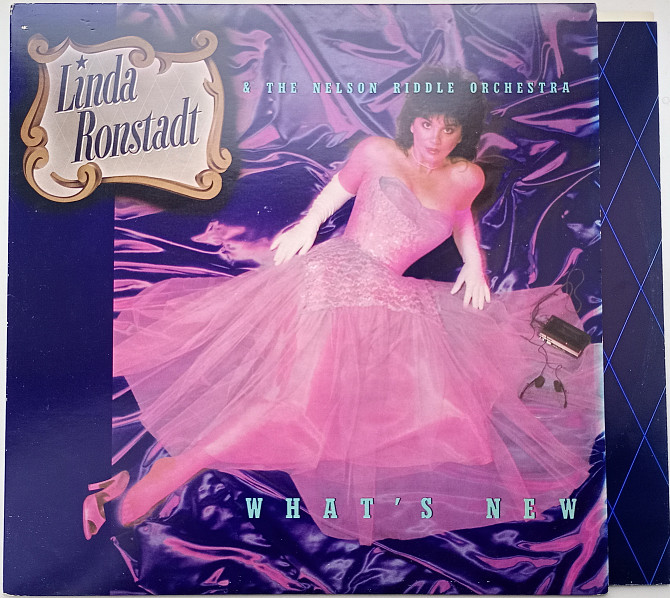 Linda
Ronstadt
& THE NELSON RIDDLE ORCHESTRA
WHAT'S NEW